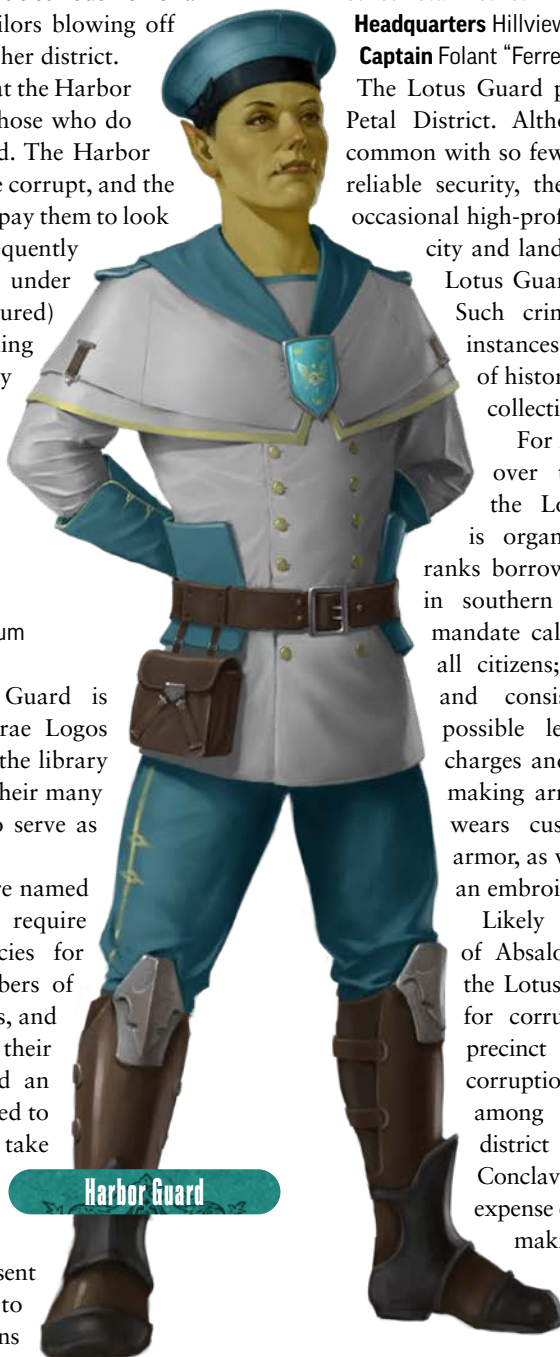 ilors blowing off
her district.
at the Harbor
hose who do
d. The Harbor
e corrupt, and the
pay them to look
equently
under
ured)
ing
y
um
Guard is
rae Logos
the library
heir many
o serve as
re named
require
cies for
bers of
s, and
their
d an
ed to
take
sent
to
ns
Harbor Guard
Headquarters Hillview
Captain Folant “Ferre
The Lotus Guard p
Petal District. Altho
common with so few
reliable security, the
occasional high-prof
city and land
Lotus Guar
Such crin
instances
of histor
collecti
For
over t
the Lo
is organ
ranks borrow
in southern
mandate cal
all citizens;
and consis
possible le
charges and
making arr
wears cus
armor, as w
an embroi
Likely
of Absalo
the Lotus
for corru
precinct
corruption
among
district
Conclav
expense o
maki